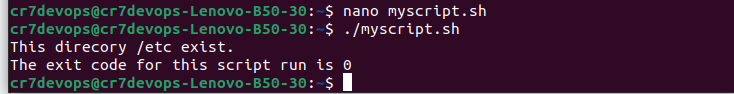 cr7devops@cr7devops-Lenovo-B50-30:~$ nano myscript.sh
cr7devops@cr7devops-Lenovo-B50-30:~$ ./myscript.sh
This direcory /etc exist.
The exit code for this script run is 0
cr7devops@cr7devops-Lenovo-B50-30:~$